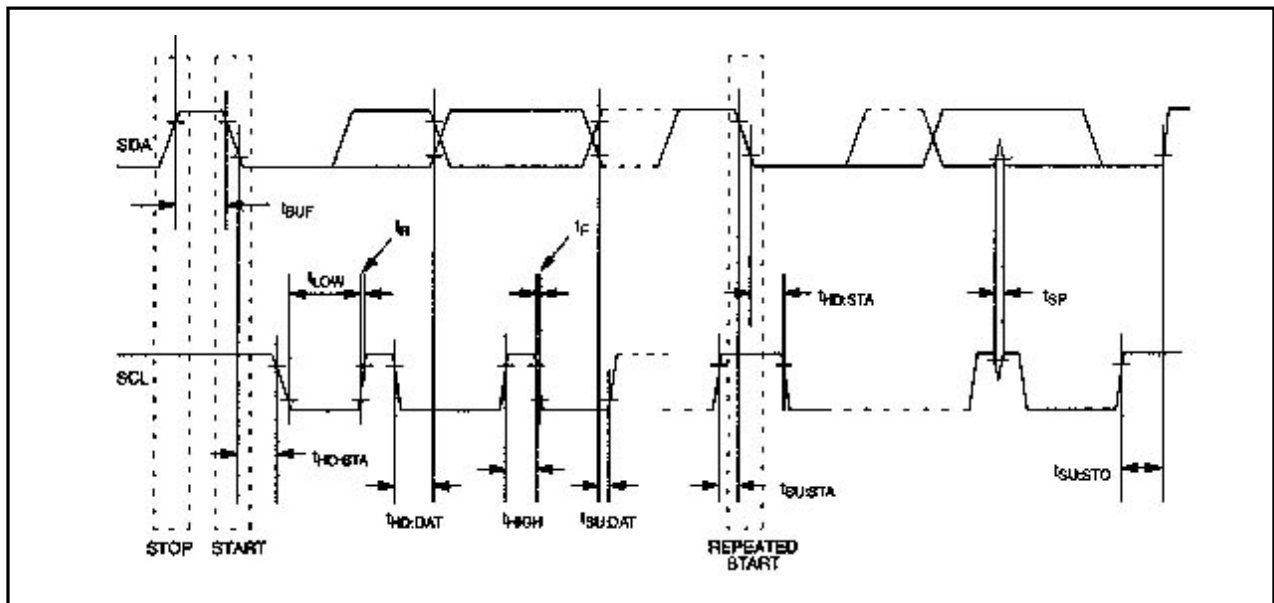 SDA
tBUF
tR
tF
tLOW
tHD:STA
tSP
SCL
tHD:STA
tSU:STA
tSU:STO
tHD:DAT
tHIGH
tSU:DAT
STOP
START
REPEATED
START